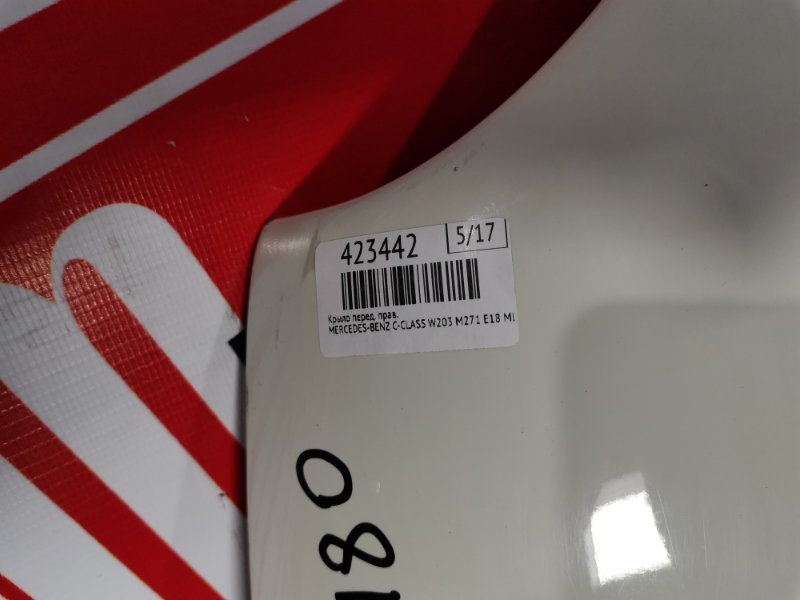 423442
5/17
Крыло перед. прав.
MERCEDES-BENZ C-CLASS W203 M271 E18 ML
180